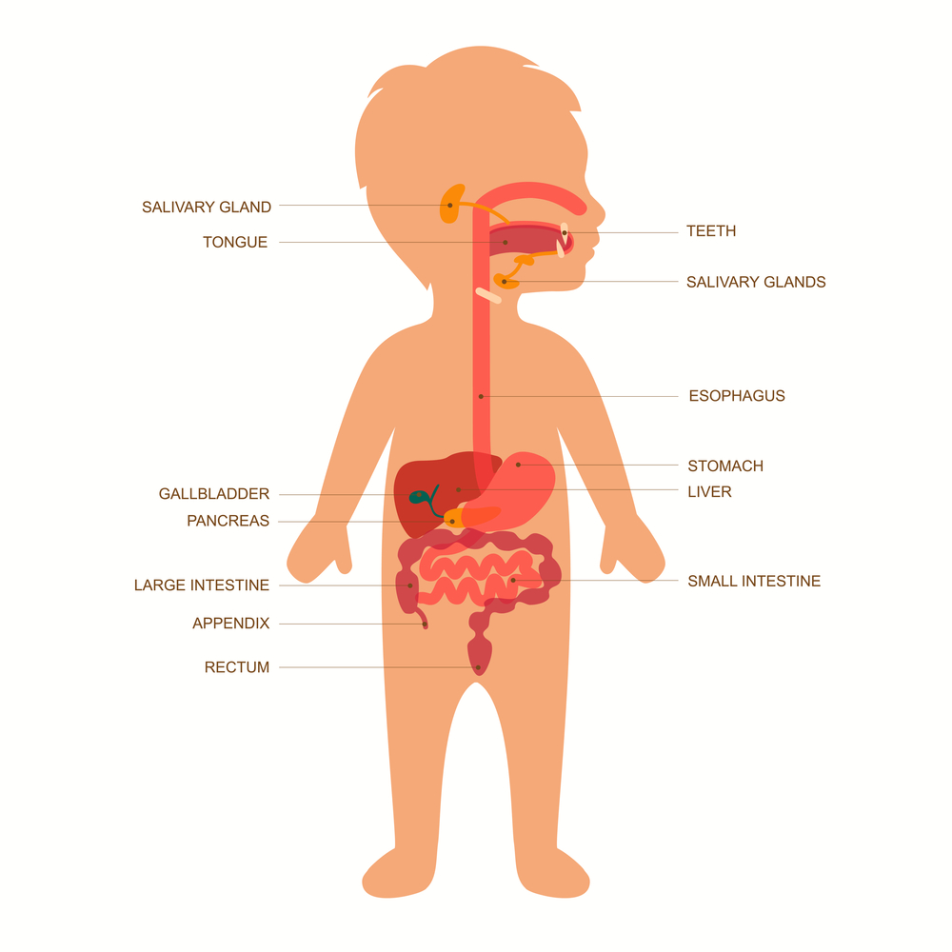 SALIVARY GLAND
TONGUE
TEETH
SALIVARY GLANDS
ESOPHAGUS
STOMACH
LIVER
GALLBLADDER
PANCREAS
LARGE INTESTINE
SMALL INTESTINE
APPENDIX
RECTUM